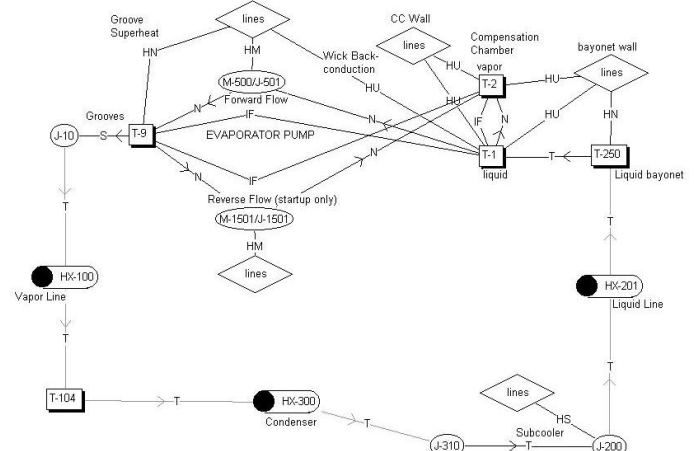 Groove
Superheat
lines
CC Wall
lines
Compensation
Chamber
vapor
bayonet wall
lines
HN
HM
Wick Back-
conduction
HU
T-2
HU
M-500/J-501
Forward Flow
N
HU
HU
IF
N
HN
HU
Grooves
IF
N
J-10
S
T-9
EVAPORATOR PUMP
T-1
liquid
T
T-250
Liquid bayonet
N
IF
N
Reverse Flow (startup only)
M-1501/J-1501
HM
lines
T
T
HX-100
Vapor Line
HX-201
Liquid Line
T
T
T-104
T
HX-300
Condenser
T
lines
HS
Subcooler
J-310
T
J-200